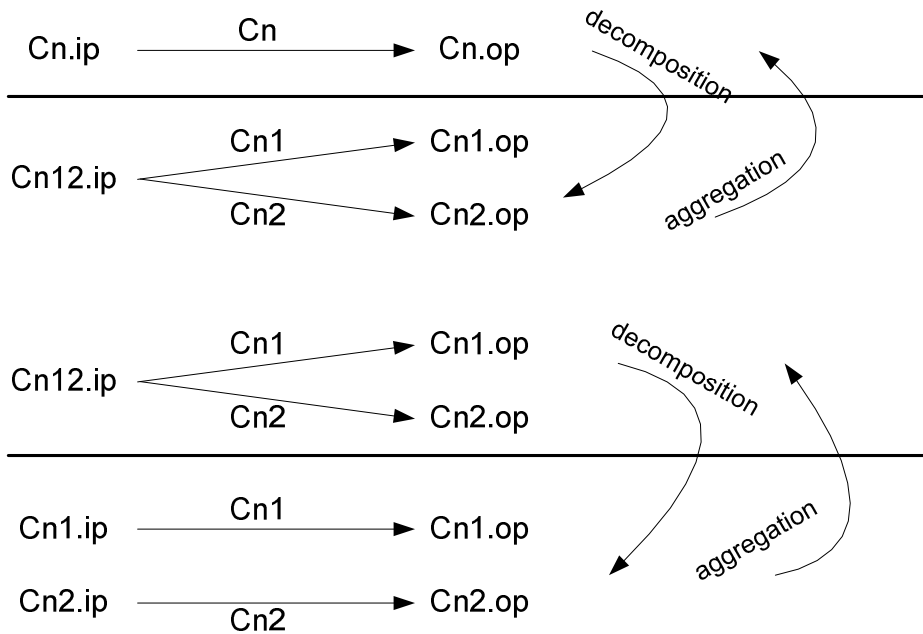 Cn
Cn.ip
Cn.op
decomposition
Cn1
Cn1.op
Cn12.ip
Cn2
Cn2.op
aggregation
Cn1
Cn1.op
decomposition
Cn12.ip
Cn2
Cn2.op
Cn1
Cn1.ip
Cn1.op
aggregation
Cn2.ip
Cn2.op
Cn2